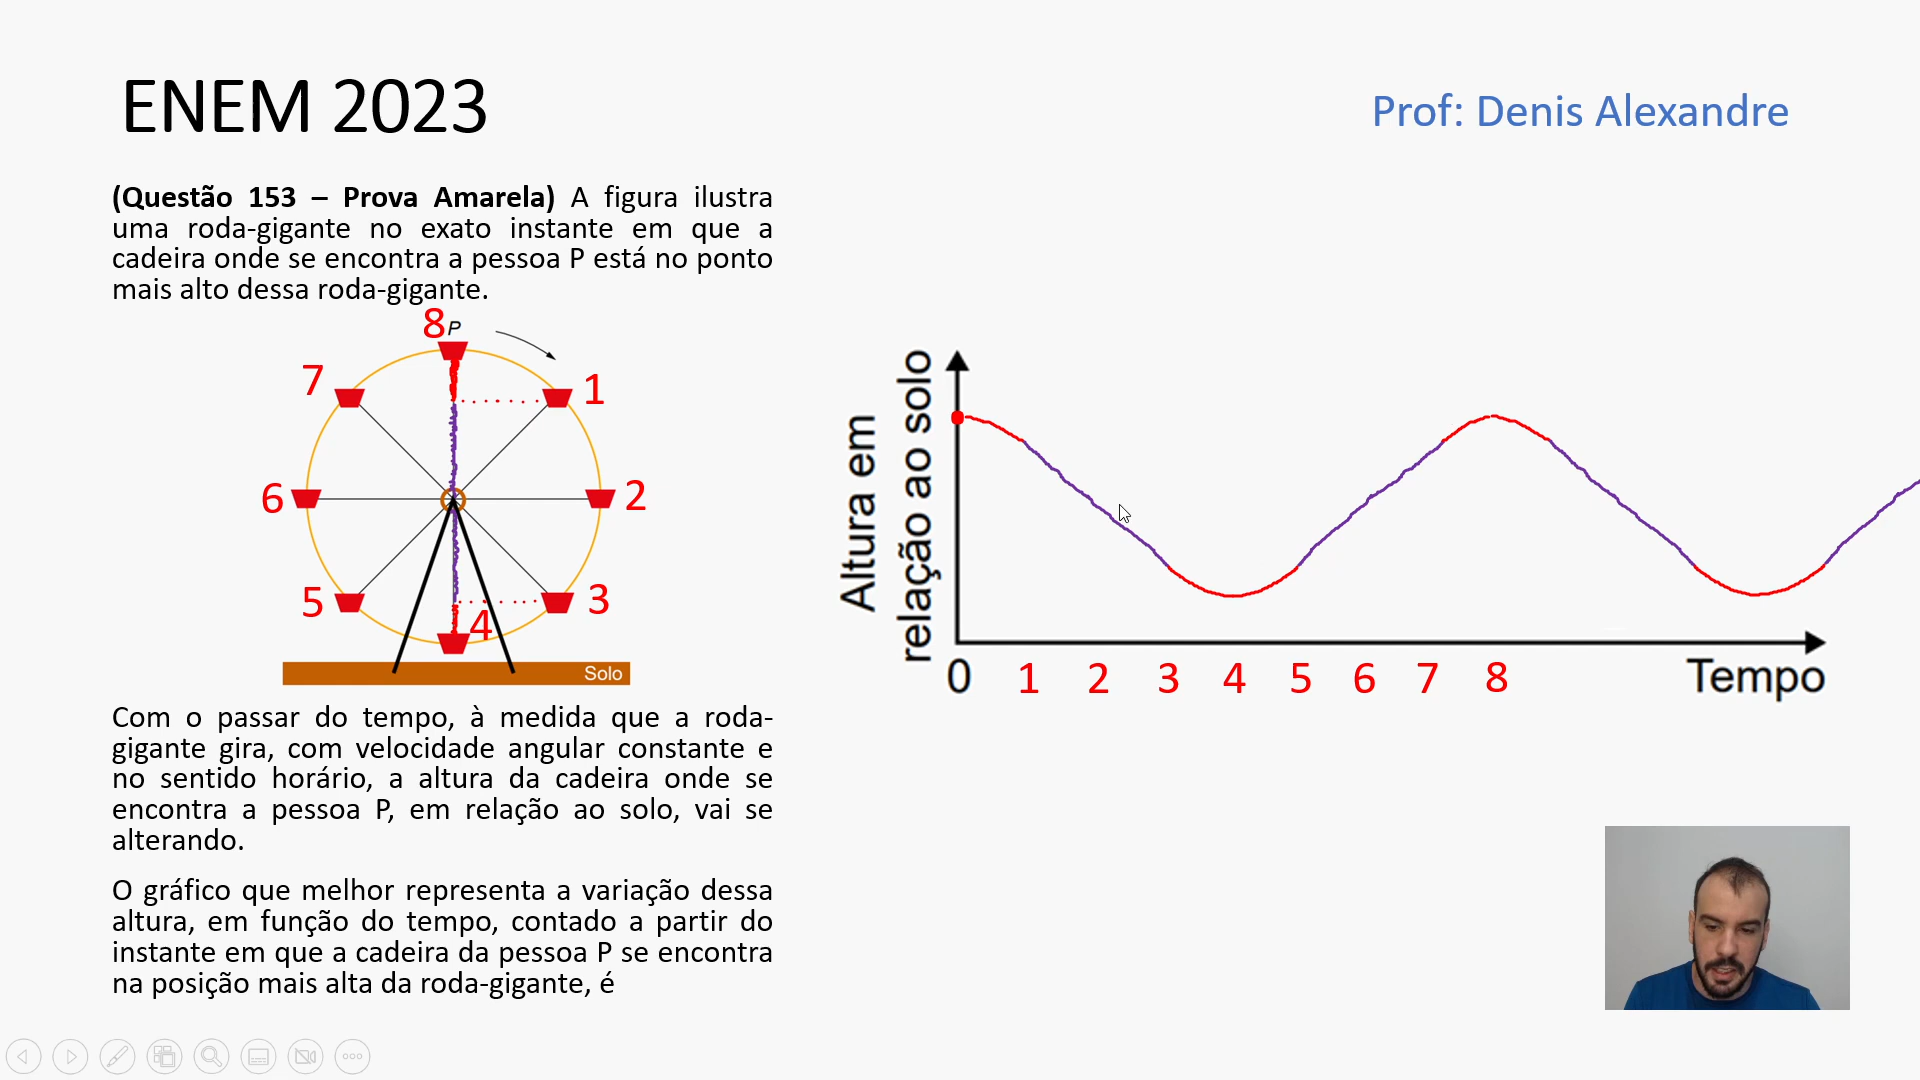 ENEM 2023
Prof: Denis Alexandre
(Questão 153 – Prova Amarela) A figura ilustra
uma roda-gigante no exato instante em que a
cadeira onde se encontra a pessoa P está no ponto
mais alto dessa roda-gigante.
8 P
7
1
6
2
5
3
4
Solo
Com o passar do tempo, à medida que a roda-
gigante gira, com velocidade angular constante e
no sentido horário, a altura da cadeira onde se
encontra a pessoa P, em relação ao solo, vai se
alterando.
O gráfico que melhor representa a variação dessa
altura, em função do tempo, contado a partir do
instante em que a cadeira da pessoa P se encontra
na posição mais alta da roda-gigante, é
Altura em
relação ao solo
0 1 2 3 4 5 6 7 8 Tempo